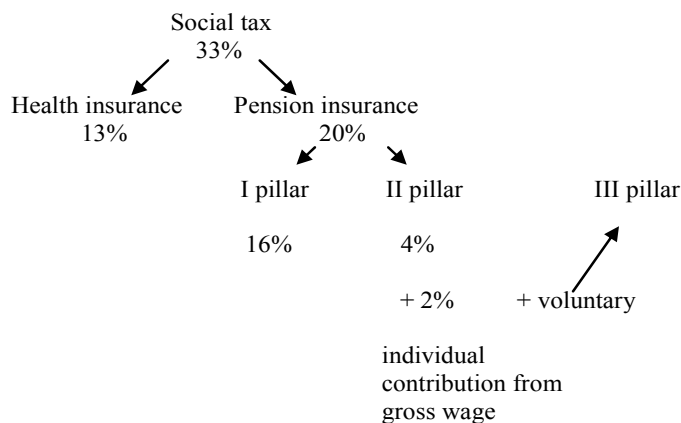 Social tax
33%
Health insurance
13%
Pension insurance
20%
I pillar
II pillar
III pillar
16%
4%
+ 2%
+ voluntary
individual
contribution from
gross wage